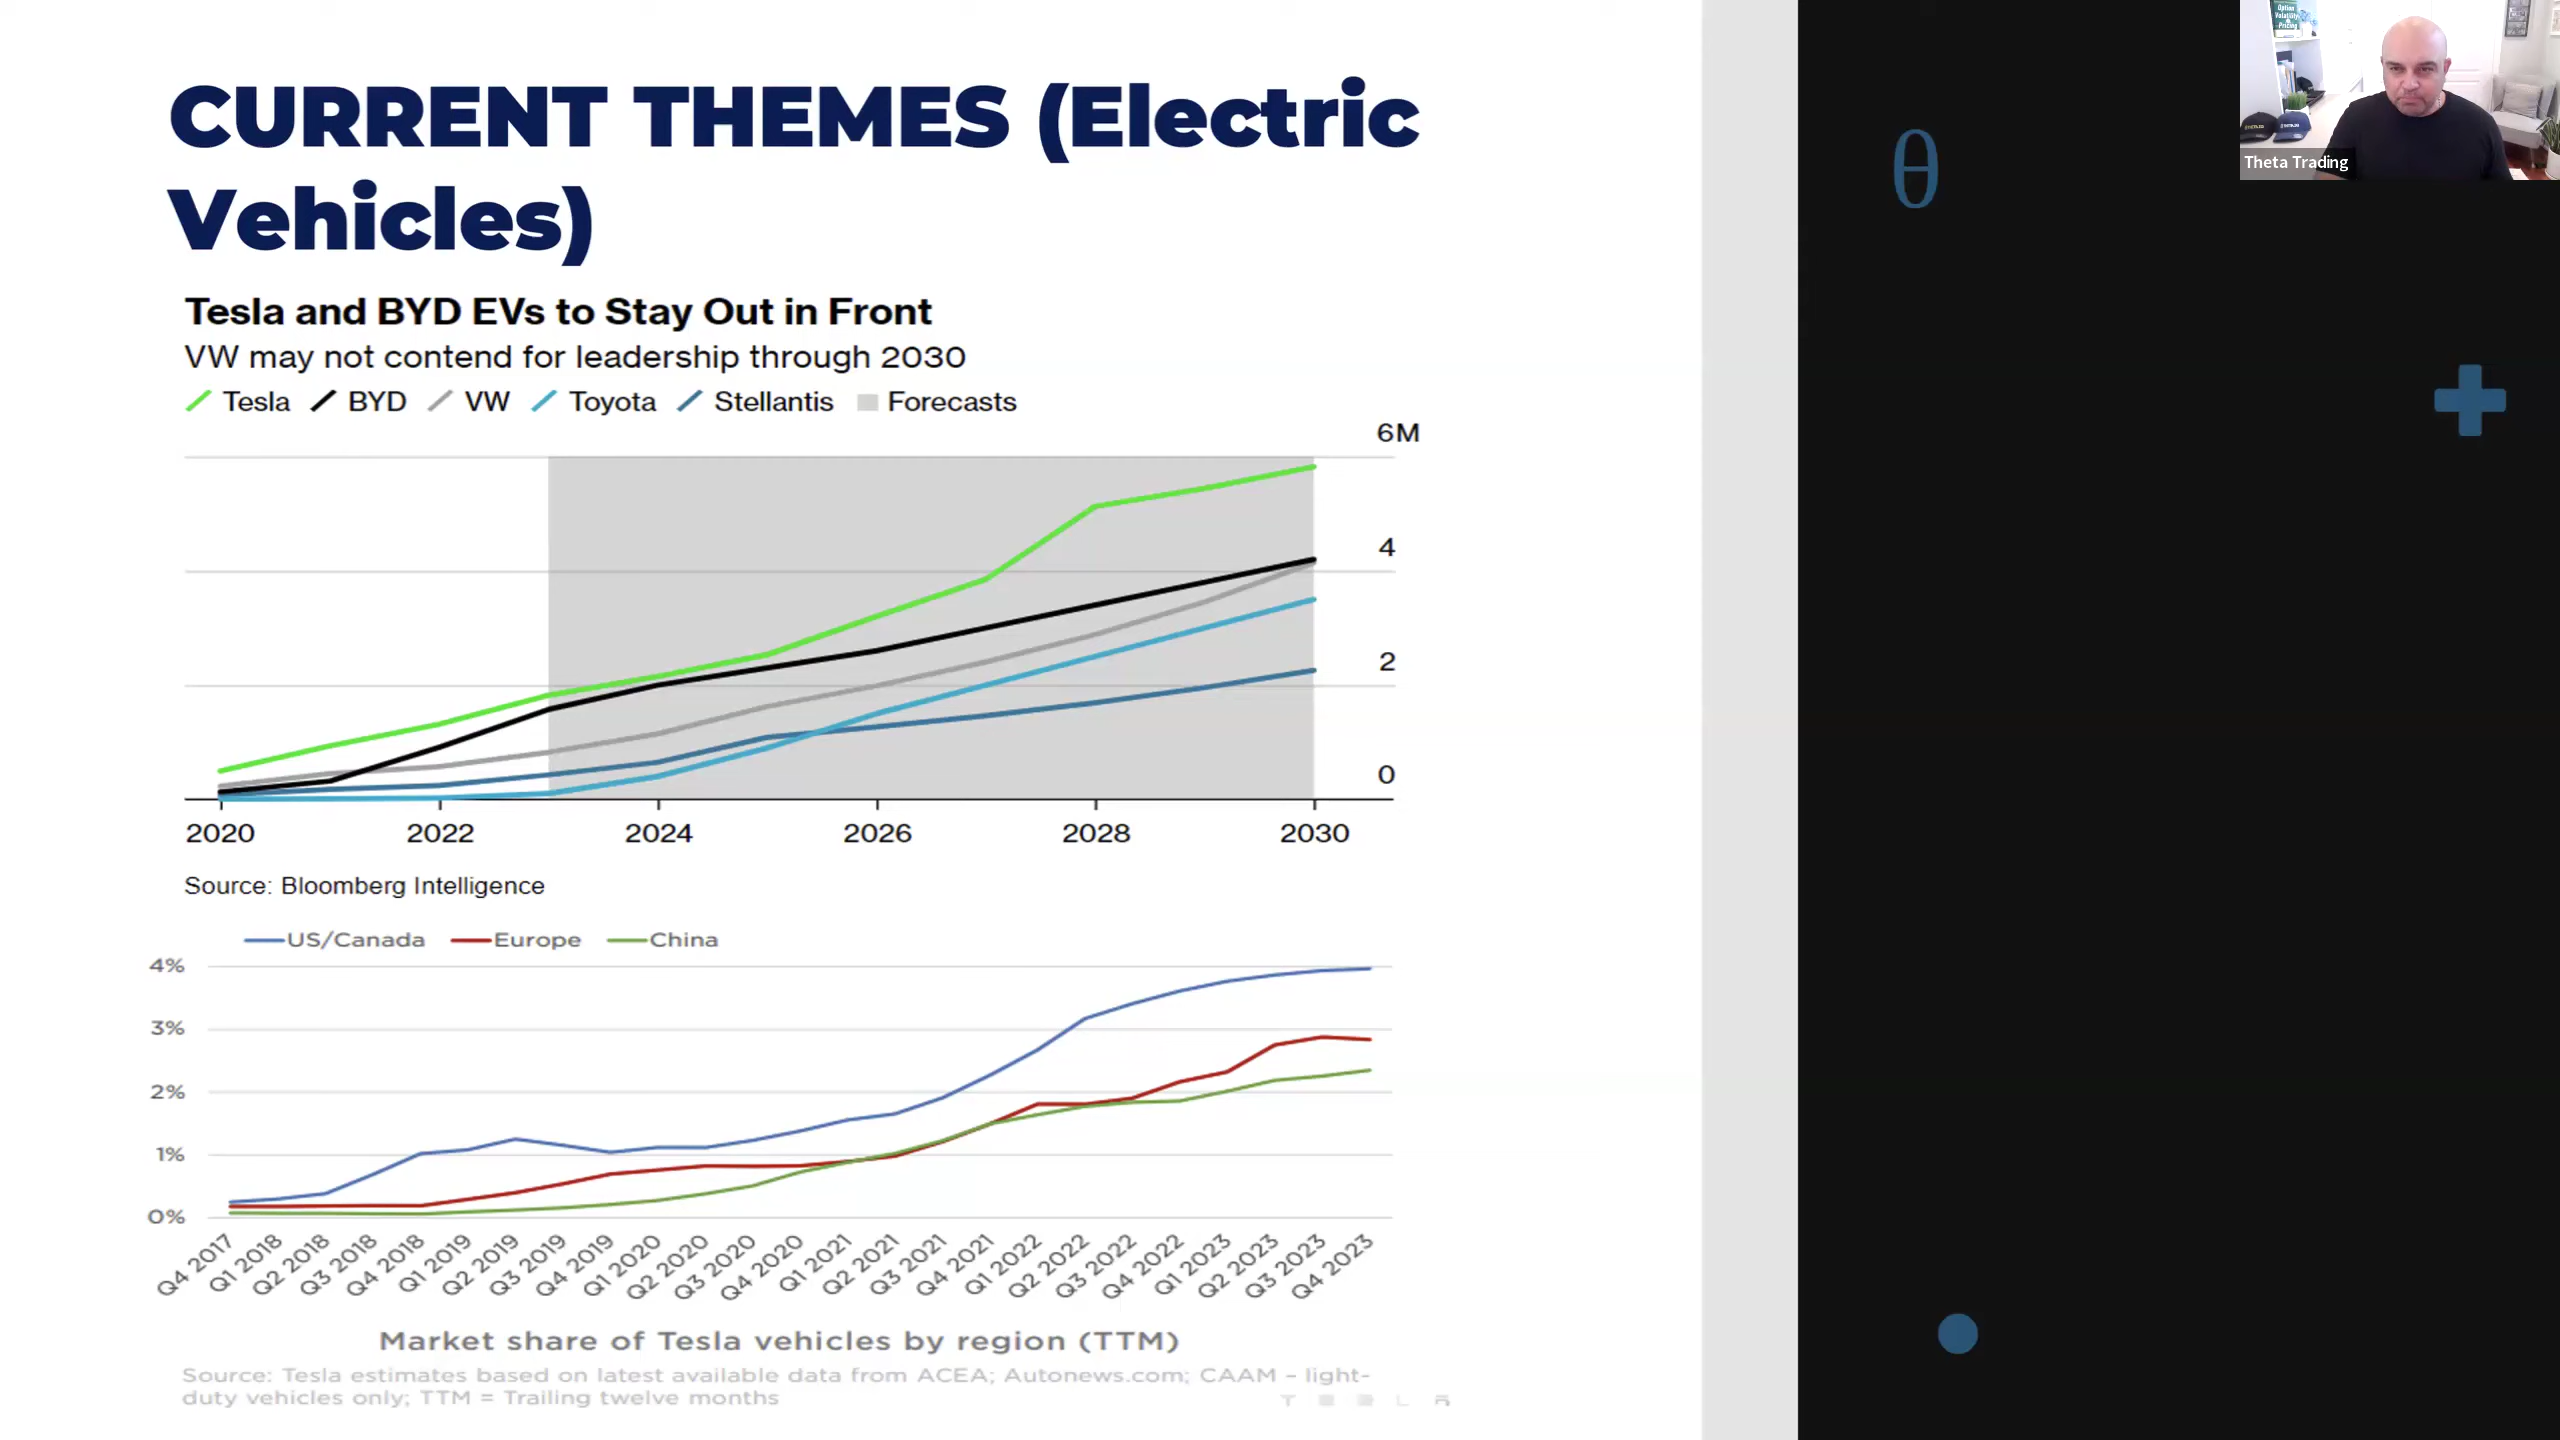 CURRENT THEMES (Electric
Vehicles)
Tesla and BYD EVs to Stay Out in Front
VW may not contend for leadership through 2030
Tesla BYD VW Toyota Stellantis Forecasts
6M
4
2
0
2020 2022 2024 2026 2028 2030
Source: Bloomberg Intelligence
US/Canada Europe China
4%
3%
2%
1%
0%
Q4 2017 Q1 2018 Q2 2018 Q3 2018 Q4 2018 Q1 2019 Q2 2019 Q3 2019 Q4 2019 Q1 2020 Q2 2020 Q3 2020 Q4 2020 Q1 2021 Q2 2021 Q3 2021 Q4 2021 Q1 2022 Q2 2022 Q3 2022 Q4 2022 Q1 2023 Q2 2023 Q3 2023 Q4 2023
Market share of Tesla vehicles by region (TTM)
Source: Tesla estimates based on latest available data from ACEA; Autonews.com; CAAM – light-
duty vehicles only; TTM = Trailing twelve months
θ
Option
Volatility
&
Pricing
Theta Trading